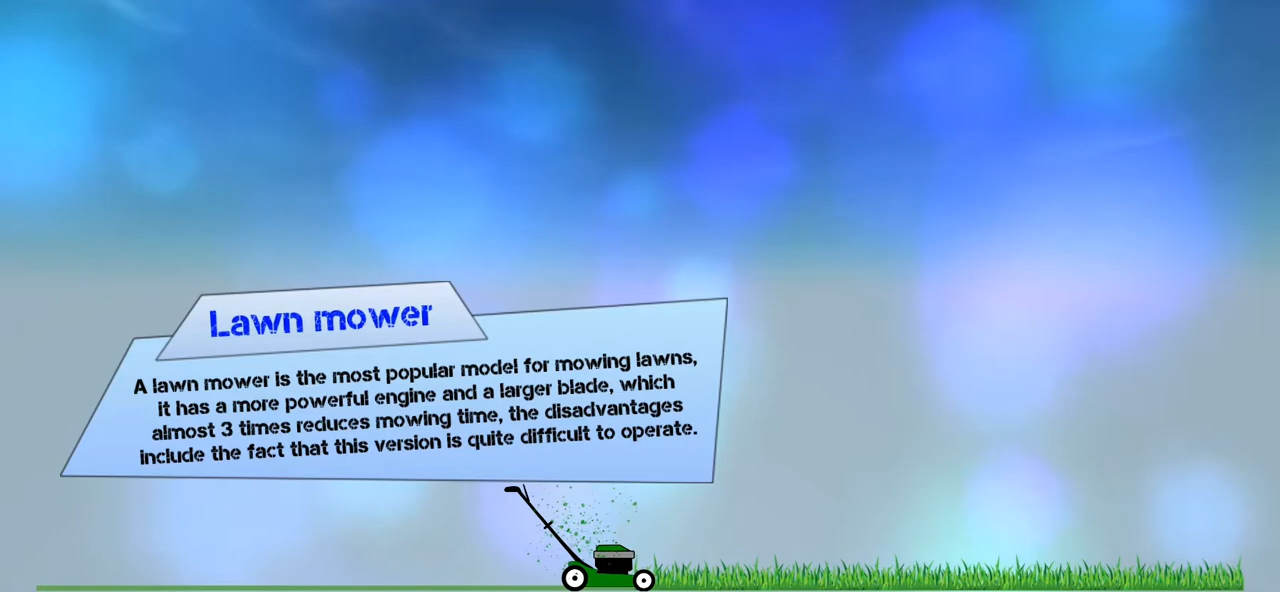 Lawn mower
A lawn mower is the most popular model for mowing lawns,
it has a more powerful engine and a larger blade, which
almost 3 times reduces mowing time, the disadvantages
include the fact that this version is quite difficult to operate.